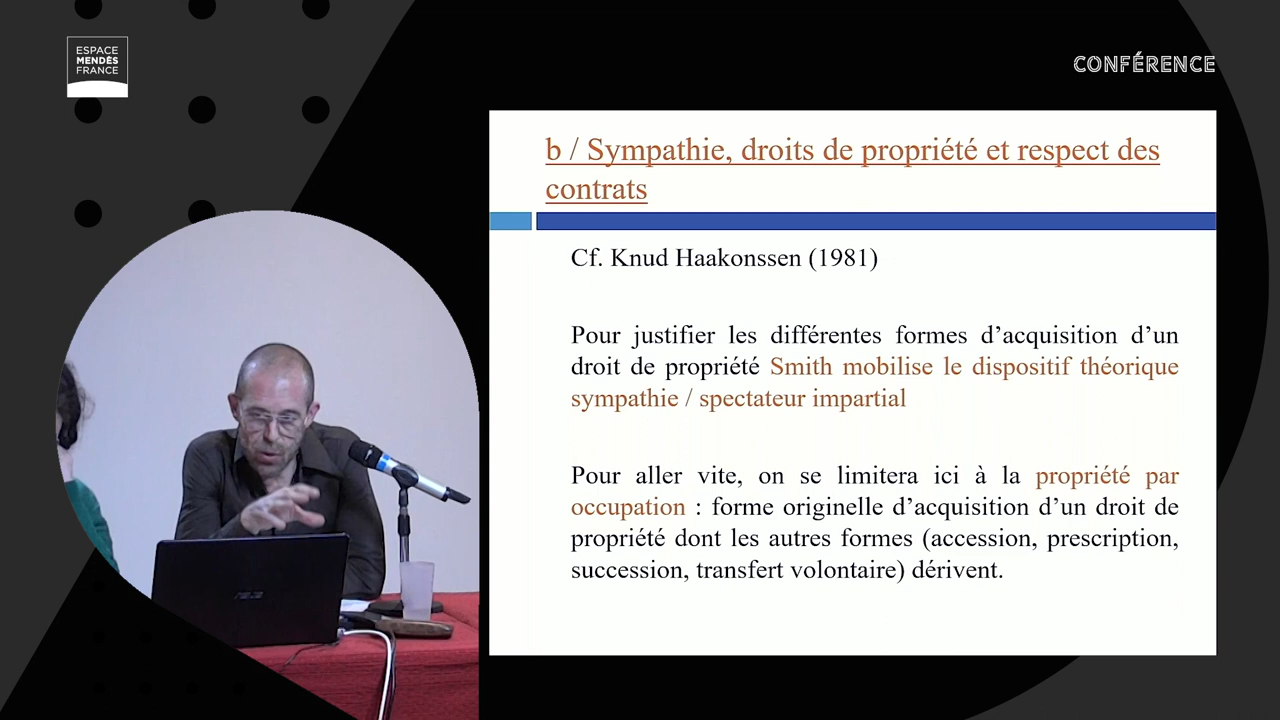 ESPACE
MENDÈS
FRANCE
CONFÉRENCE
b / Sympathie, droits de propriété et respect des
contrats
Cf. Knud Haakonssen (1981)
Pour justifier les différentes formes d’acquisition d’un
droit de propriété Smith mobilise le dispositif théorique
sympathie / spectateur impartial
Pour aller vite, on se limitera ici à la propriété par
occupation : forme originelle d’acquisition d’un droit de
propriété dont les autres formes (accession, prescription,
succession, transfert volontaire) dérivent.
ASUS